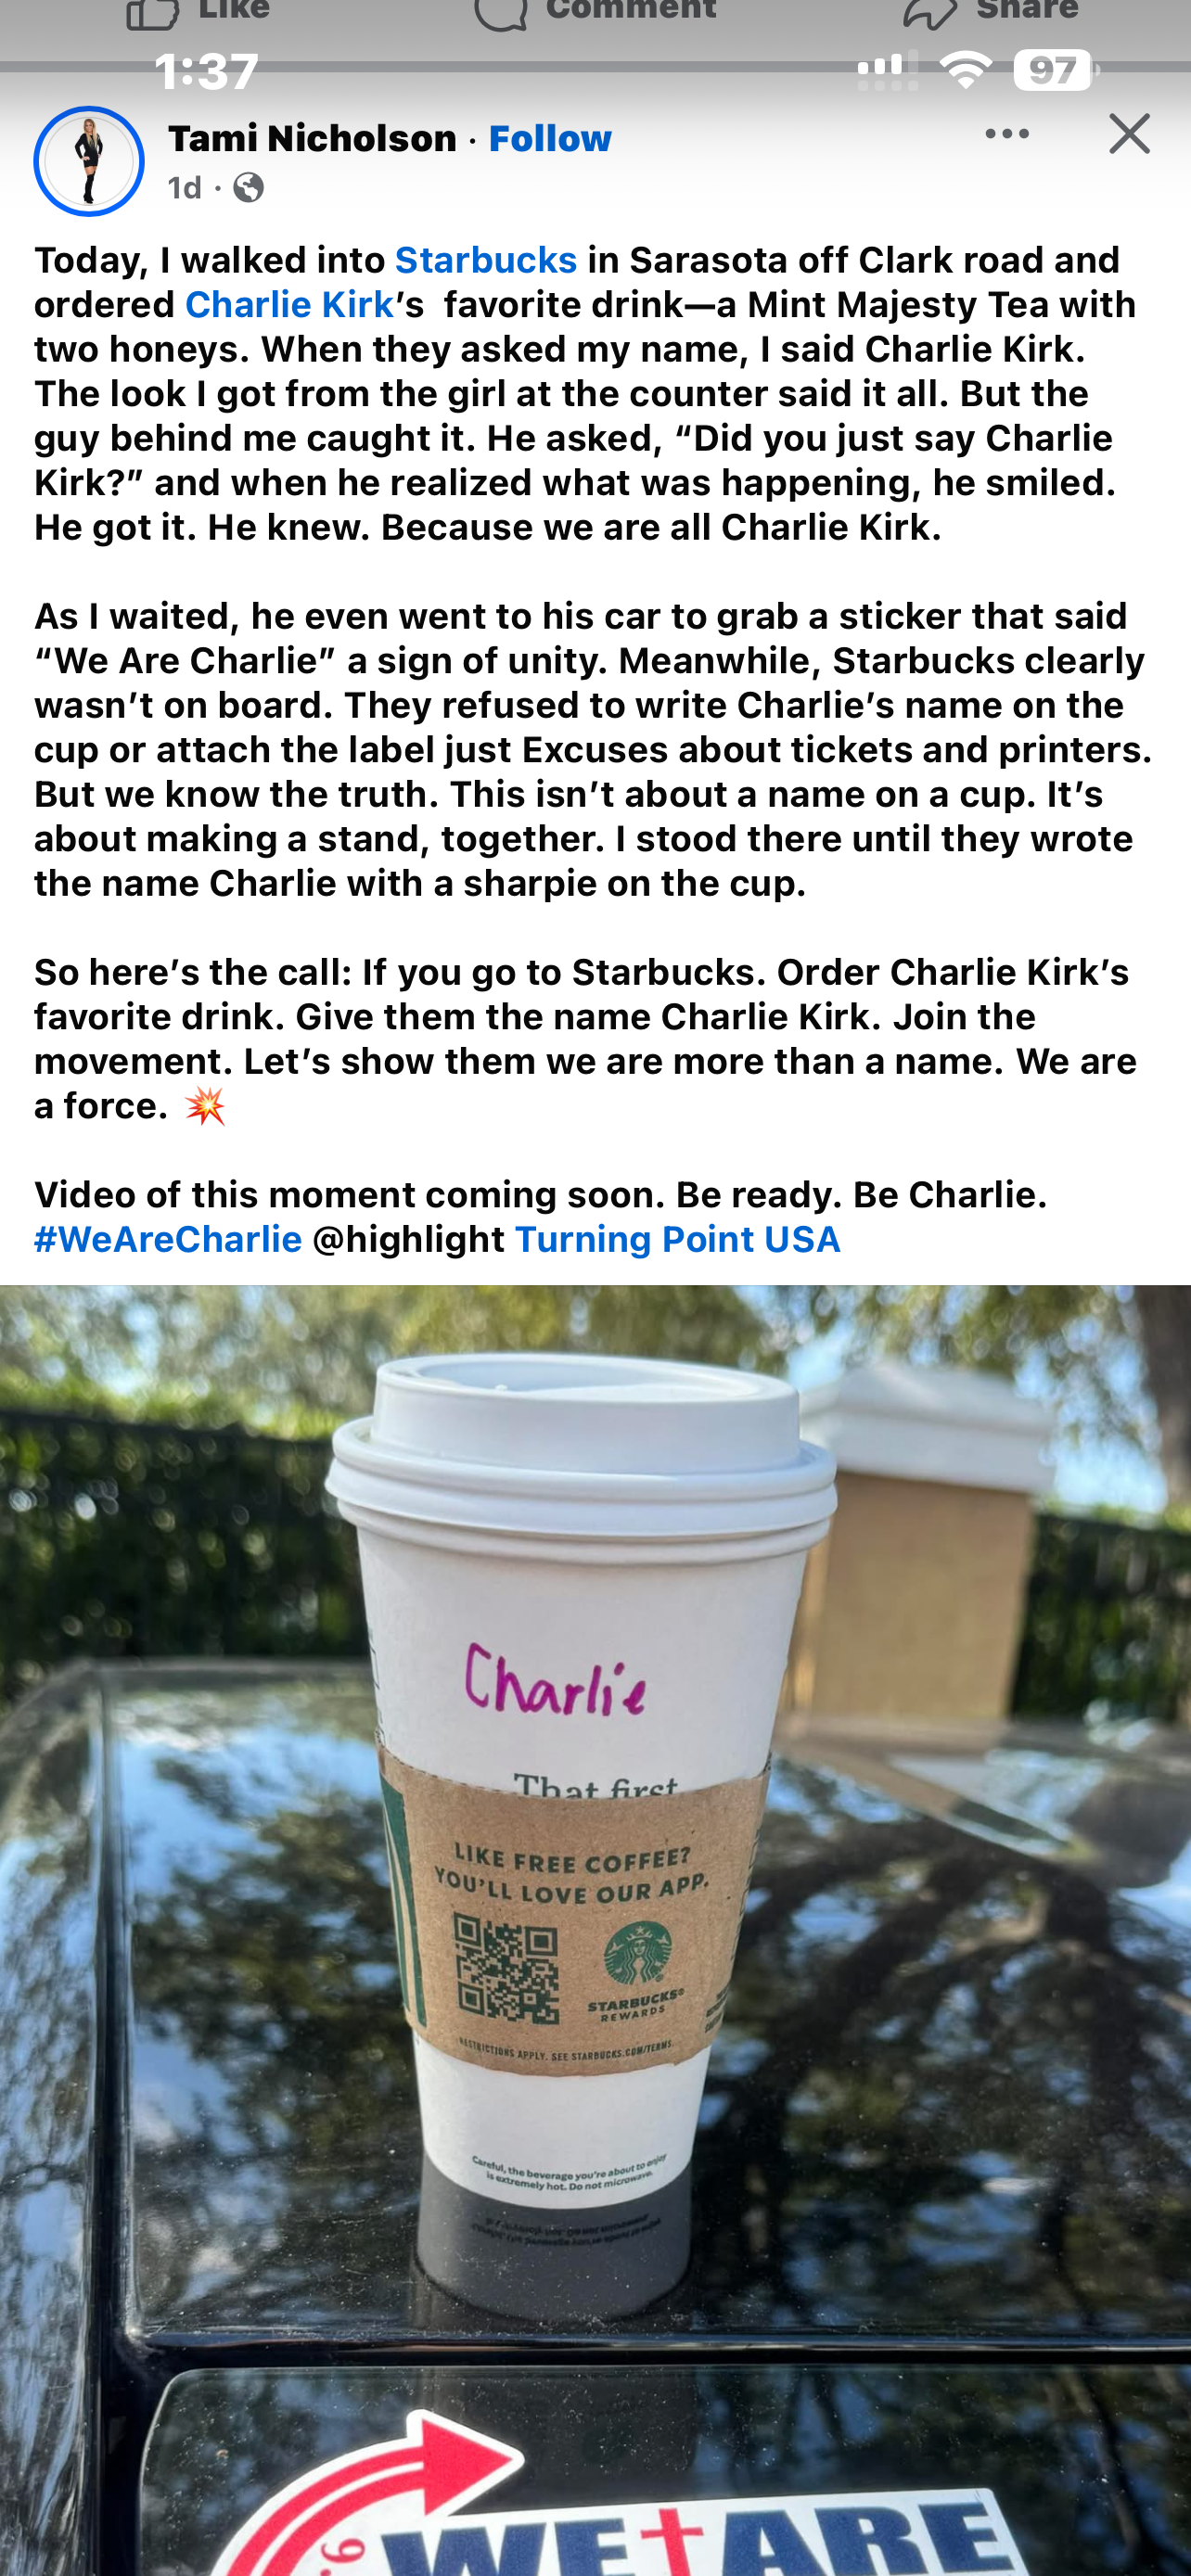 Like Comment Share
1:37 97
Tami Nicholson · Follow
1d ·
Today, I walked into Starbucks in Sarasota off Clark road and
ordered Charlie Kirk’s  favorite drink—a Mint Majesty Tea with
two honeys. When they asked my name, I said Charlie Kirk.
The look I got from the girl at the counter said it all. But the
guy behind me caught it. He asked, “Did you just say Charlie
Kirk?” and when he realized what was happening, he smiled.
He got it. He knew. Because we are all Charlie Kirk.
As I waited, he even went to his car to grab a sticker that said
“We Are Charlie” a sign of unity. Meanwhile, Starbucks clearly
wasn’t on board. They refused to write Charlie’s name on the
cup or attach the label just Excuses about tickets and printers.
But we know the truth. This isn’t about a name on a cup. It’s
about making a stand, together. I stood there until they wrote
the name Charlie with a sharpie on the cup.
So here’s the call: If you go to Starbucks. Order Charlie Kirk’s
favorite drink. Give them the name Charlie Kirk. Join the
movement. Let’s show them we are more than a name. We are
a force. 💥
Video of this moment coming soon. Be ready. Be Charlie.
#WeAreCharlie @highlight Turning Point USA
Charlie
That first
LIKE FREE COFFEE?
YOU’LL LOVE OUR APP.
STARBUCKS®
REWARDS
RESTRICTIONS APPLY. SEE STARBUCKS.COM/TERMS
Careful, the beverage you’re about to enjoy
is extremely hot. Do not microwave.
WE ARE